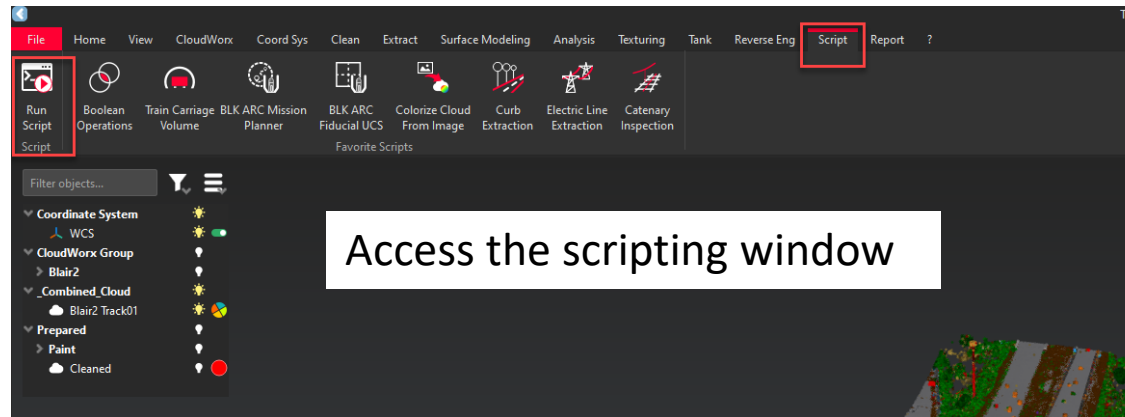 T
File Home View CloudWorx Coord Sys Clean Extract Surface Modeling Analysis Texturing Tank Reverse Eng Script Report ?
Run Boolean Train Carriage BLK ARC Mission BLK ARC Colorize Cloud Curb Electric Line Catenary
Script Operations Volume Planner Fiducial UCS From Image Extraction Extraction Inspection
Script Favorite Scripts
Filter objects...
Coordinate System
WCS
CloudWorx Group
Blair2
_Combined_Cloud
Blair2 Track01
Prepared
Paint
Cleaned
Access the scripting window